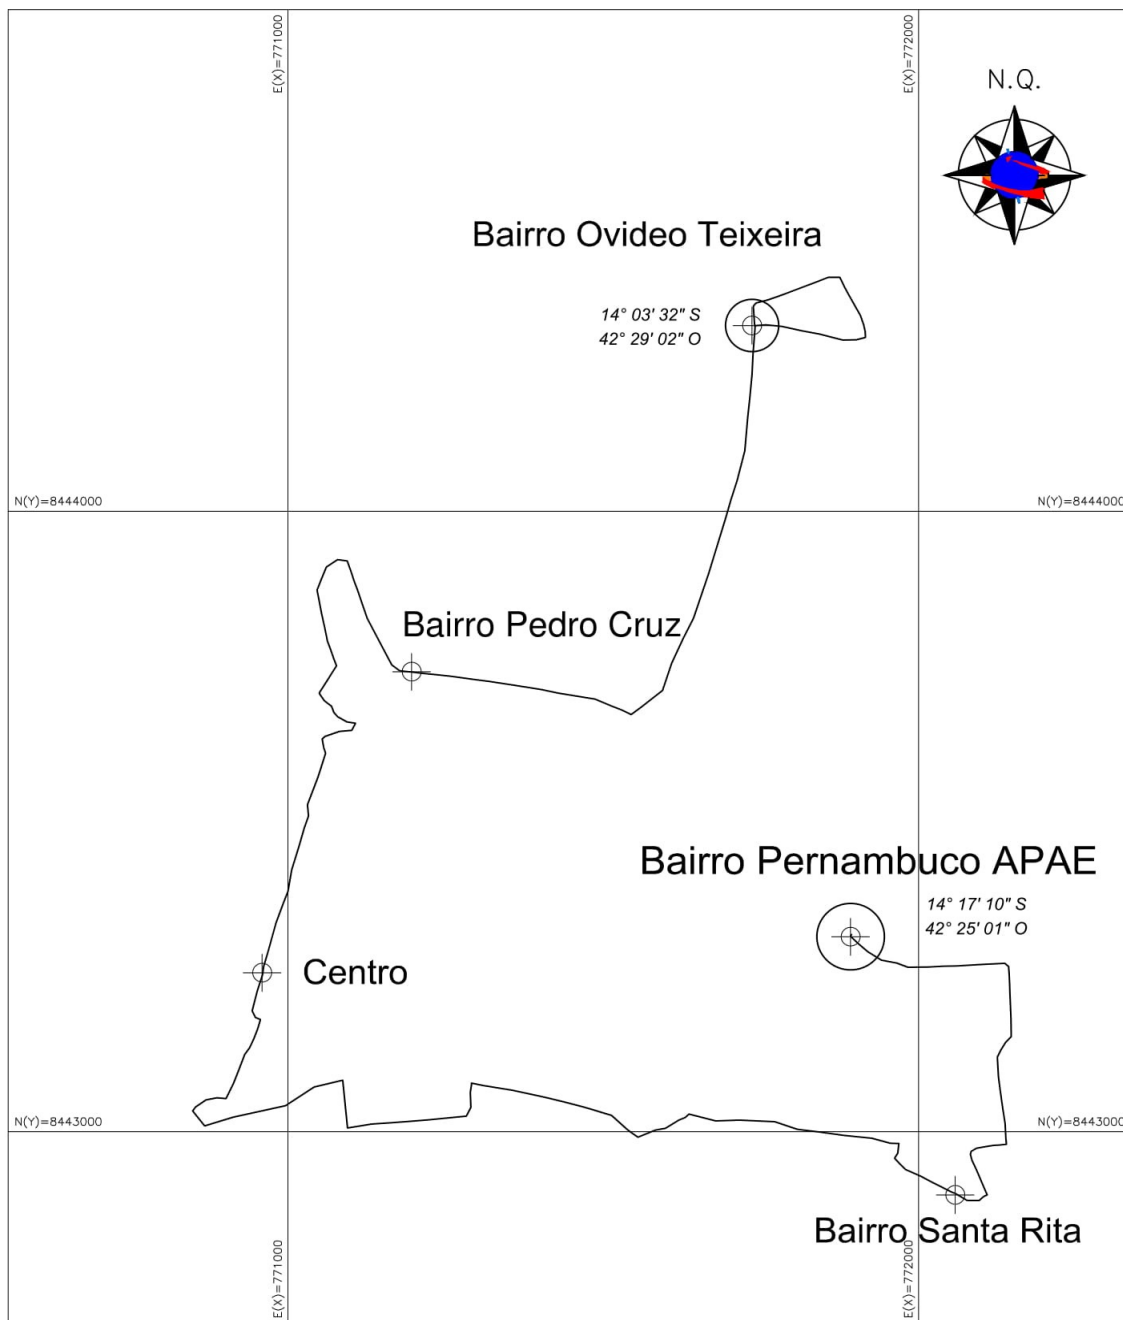 E(X)=771000
E(X)=772000
N.Q.
Bairro Ovideo Teixeira
14° 03' 32" S
42° 29' 02" O
N(Y)=8444000
N(Y)=8444000
Bairro Pedro Cruz
Bairro Pernambuco APAE
14° 17' 10" S
42° 25' 01" O
Centro
N(Y)=8443000
N(Y)=8443000
Bairro Santa Rita
E(X)=771000
E(X)=772000